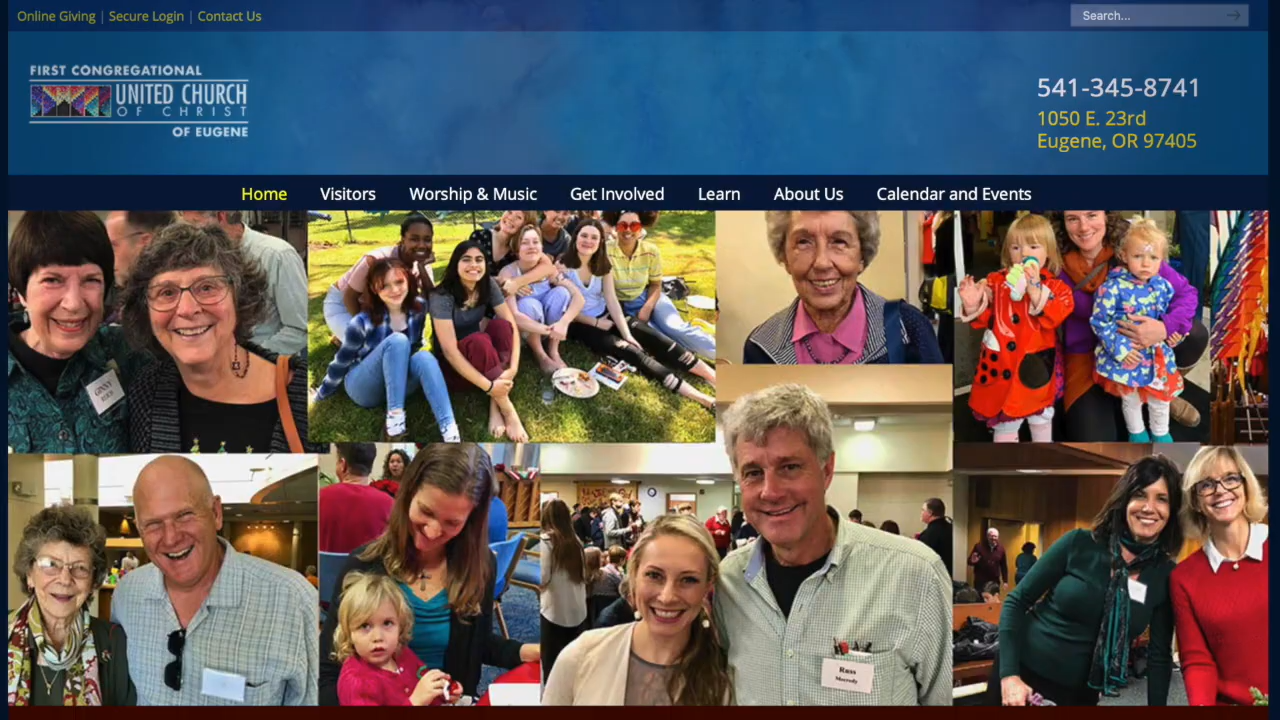 Online Giving | Secure Login | Contact Us
Search...
FIRST CONGREGATIONAL
UNITED CHURCH
OF CHRIST
OF EUGENE
541-345-8741
1050 E. 23rd
Eugene, OR 97405
Home Visitors Worship & Music Get Involved Learn About Us Calendar and Events
GINNY
Russ